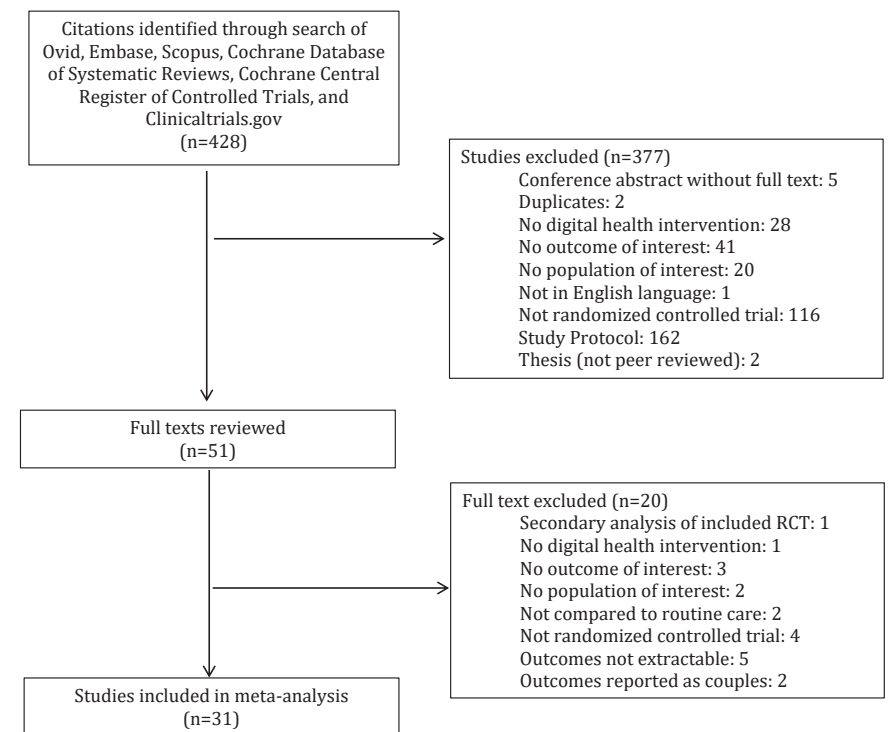 Citations identified through search of
Ovid, Embase, Scopus, Cochrane Database
of Systematic Reviews, Cochrane Central
Register of Controlled Trials, and
Clinicaltrials.gov
(n=428)
Studies excluded (n=377)
Conference abstract without full text: 5
Duplicates: 2
No digital health intervention: 28
No outcome of interest: 41
No population of interest: 20
Not in English language: 1
Not randomized controlled trial: 116
Study Protocol: 162
Thesis (not peer reviewed): 2
Full texts reviewed
(n=51)
Full text excluded (n=20)
Secondary analysis of included RCT: 1
No digital health intervention: 1
No outcome of interest: 3
No population of interest: 2
Not compared to routine care: 2
Not randomized controlled trial: 4
Outcomes not extractable: 5
Outcomes reported as couples: 2
Studies included in meta-analysis
(n=31)